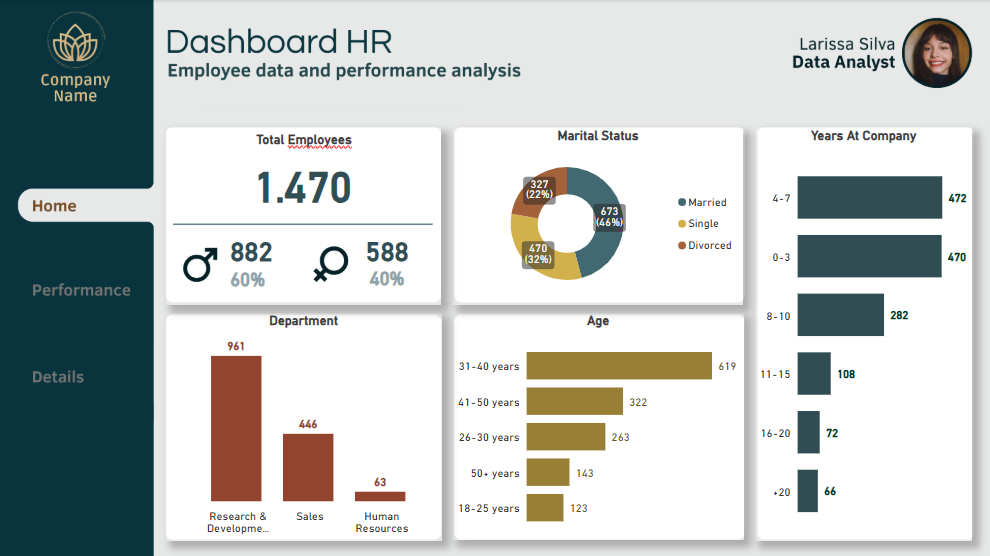 Company
Name
Home
Performance
Details
Dashboard HR
Employee data and performance analysis
Larissa Silva
Data Analyst
Total Employees
1.470
882
60%
588
40%
Marital Status
327
(22%)
673
(46%)
470
(32%)
Married
Single
Divorced
Years At Company
4-7
472
0-3
470
8-10
282
11-15
108
16-20
72
+20
66
Department
961
446
63
Research &
Developme...
Sales
Human
Resources
Age
31-40 years
619
41-50 years
322
26-30 years
263
50+ years
143
18-25 years
123